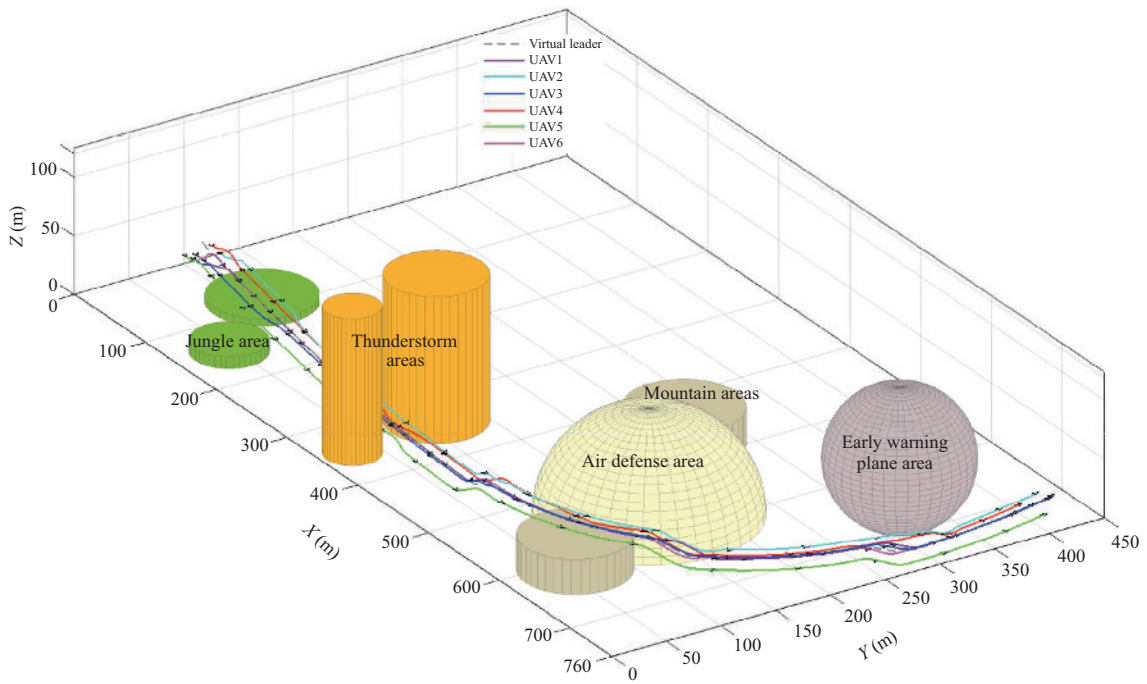 Virtual leader
UAV1
UAV2
UAV3
UAV4
UAV5
UAV6
100
50
0
Z (m)
0
100
200
300
400
500
600
700
760
X (m)
0
50
100
150
200
250
300
350
400
450
Y (m)
Jungle area
Thunderstorm
areas
Mountain areas
Air defense area
Early warning
plane area